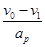 v₀ − v₁
aₚ